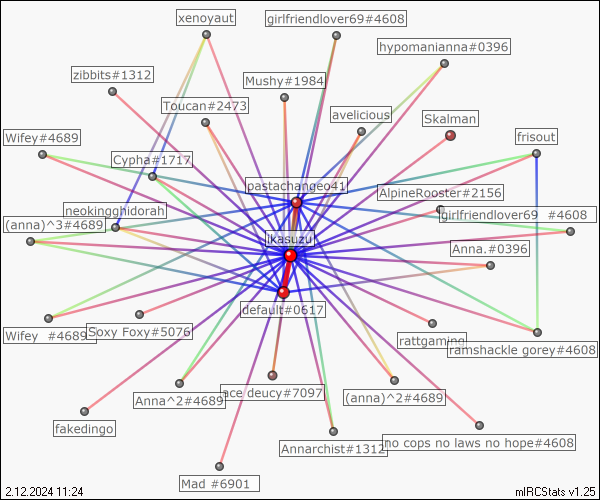 xenoyaut
girlfriendlover69#4608
hypomanianna#0396
zibbits#1312
Mushy#1984
Toucan#2473
avelicious
Skalman
frisout
Wifey#4689
Cypha#1717
pastachangeo41
AlpineRooster#2156
neokingghidorah
girlfriendlover69 #4608
(anna)^3#4689
iKasuzu
Anna,#0396
default#0617
Wifey #4689
Soxy Foxy#5076
rattgaming
ramshackle gorey#4608
ace deucy#7097
Anna^2#4689
(anna)^2#4689
fakedingo
Annarchist#1312
no cops no laws no hope#4608
Mad #6901
2.12.2024 11:24
mIRCStats v1.25